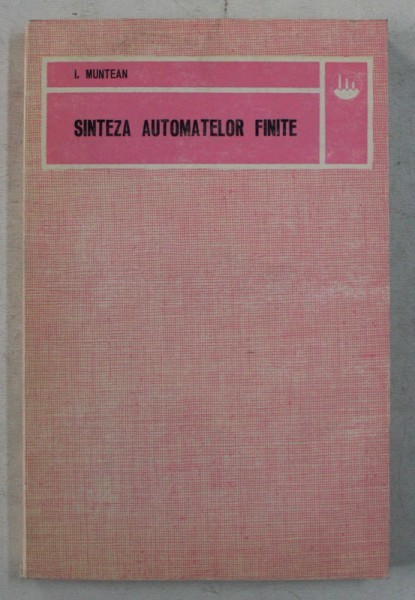 I. MUNTEAN
SINTEZA AUTOMATELOR FINITE